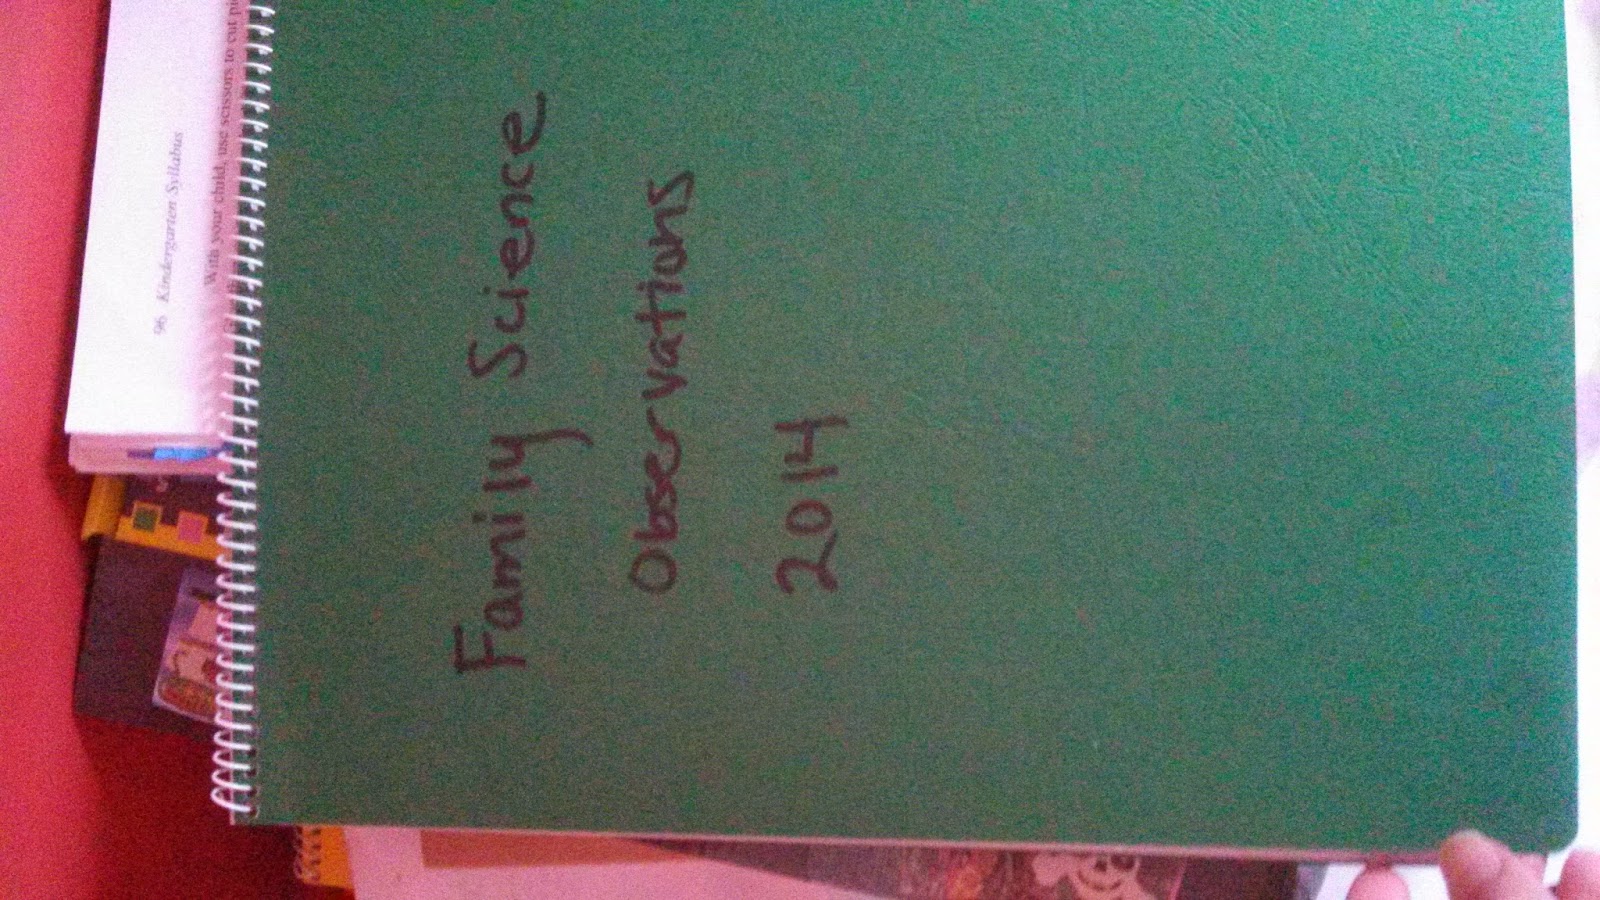 Family Science
Observations
2014
96 Kindergarten Syllabus
With your child, use scissors to cut